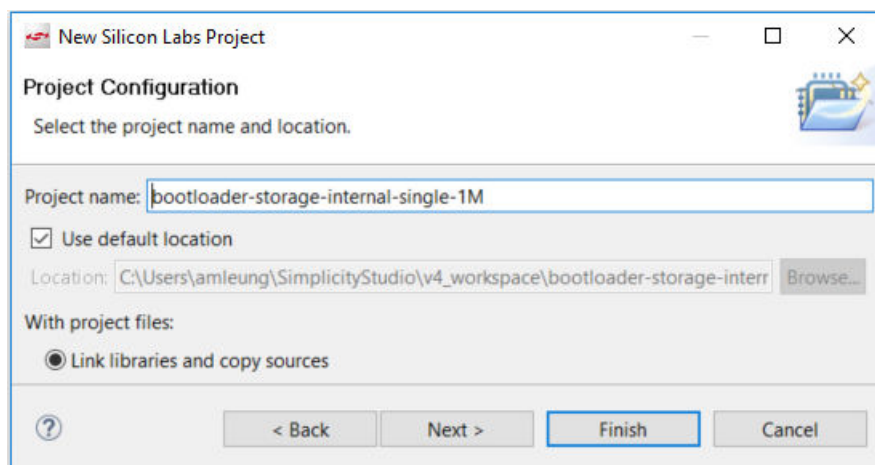 New Silicon Labs Project
Project Configuration
Select the project name and location.
Project name: bootloader-storage-internal-single-1M
Use default location
Location: C:\Users\amleung\SimplicityStudio\v4_workspace\bootloader-storage-interr Browse...
With project files:
Link libraries and copy sources
? < Back Next > Finish Cancel